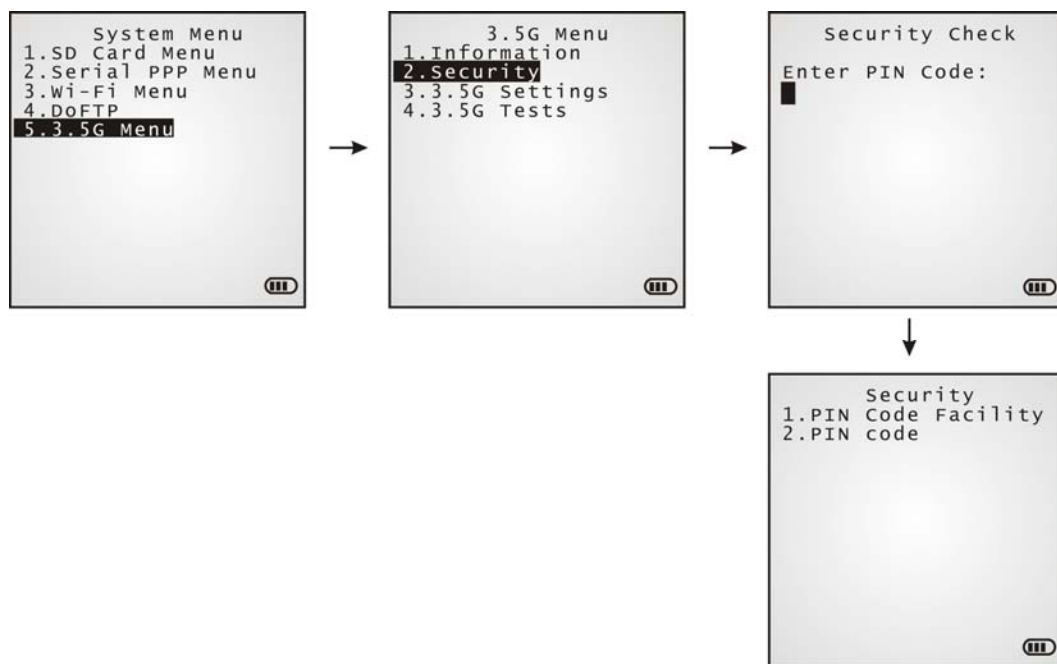 System Menu
1.SD Card Menu
2.Serial PPP Menu
3.Wi-Fi Menu
4.DoFTP
5.3.5G Menu
3.5G Menu
1.Information
2.Security
3.3.5G Settings
4.3.5G Tests
Security Check
Enter PIN Code:
Security
1.PIN Code Facility
2.PIN code